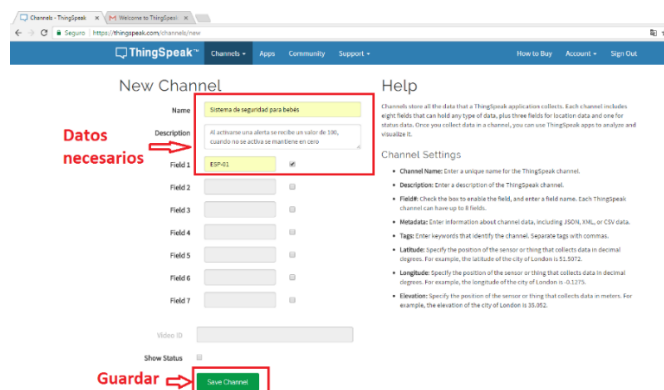 Channels - ThingSpeak
Welcome to ThingSpeak
Seguro
https://thingspeak.com/channels/new
ThingSpeak™
Channels
Apps
Community
Support
How to Buy
Account
Sign Out
New Channel
Name
Sistema de seguridad para bebés
Description
Al activarse una alerta se recibe un valor de 100,
cuando no se activa se mantiene en cero
Field 1
ESP-01
Field 2
Field 3
Field 4
Field 5
Field 6
Field 7
Video ID
Show Status
Save Channel
Datos
necesarios
Guardar
Help
Channels store all the data that a ThingSpeak application collects. Each channel includes
eight fields that can hold any type of data, plus three fields for location data and one for
status data. Once you collect data in a channel, you can use ThingSpeak apps to analyze and
visualize it.
Channel Settings
• Channel Name: Enter a unique name for the ThingSpeak channel.
• Description: Enter a description of the ThingSpeak channel.
• Field#: Check the box to enable the field, and enter a field name. Each ThingSpeak
channel can have up to 8 fields.
• Metadata: Enter information about channel data, including JSON, XML, or CSV data.
• Tags: Enter keywords that identify the channel. Separate tags with commas.
• Latitude: Specify the position of the sensor or thing that collects data in decimal
degrees. For example, the latitude of the city of London is 51.5072.
• Longitude: Specify the position of the sensor or thing that collects data in decimal
degrees. For example, the longitude of the city of London is -0.1275.
• Elevation: Specify the position of the sensor or thing that collects data in meters. For
example, the elevation of the city of London is 35.052.